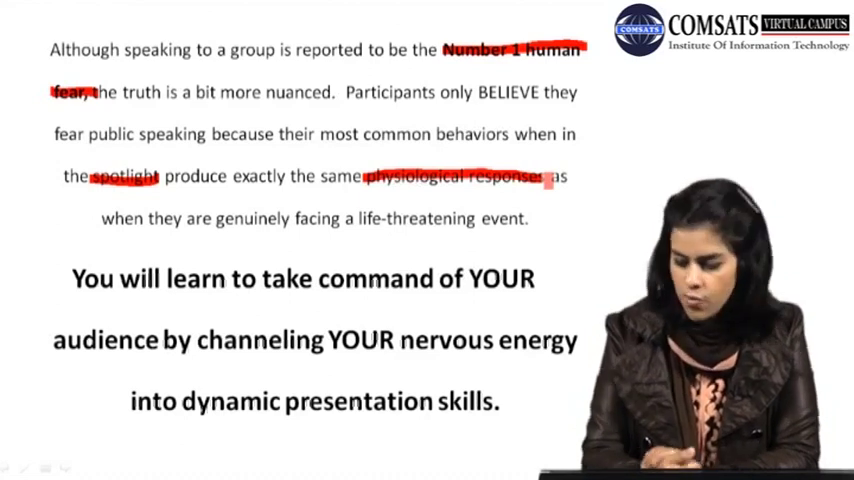 COMSATS VIRTUAL CAMPUS
Institute Of Information Technology
COMSATS
Although speaking to a group is reported to be the Number 1 human
fear, the truth is a bit more nuanced. Participants only BELIEVE they
fear public speaking because their most common behaviors when in
the spotlight produce exactly the same physiological responses as
when they are genuinely facing a life-threatening event.
You will learn to take command of YOUR
audience by channeling YOUR nervous energy
into dynamic presentation skills.